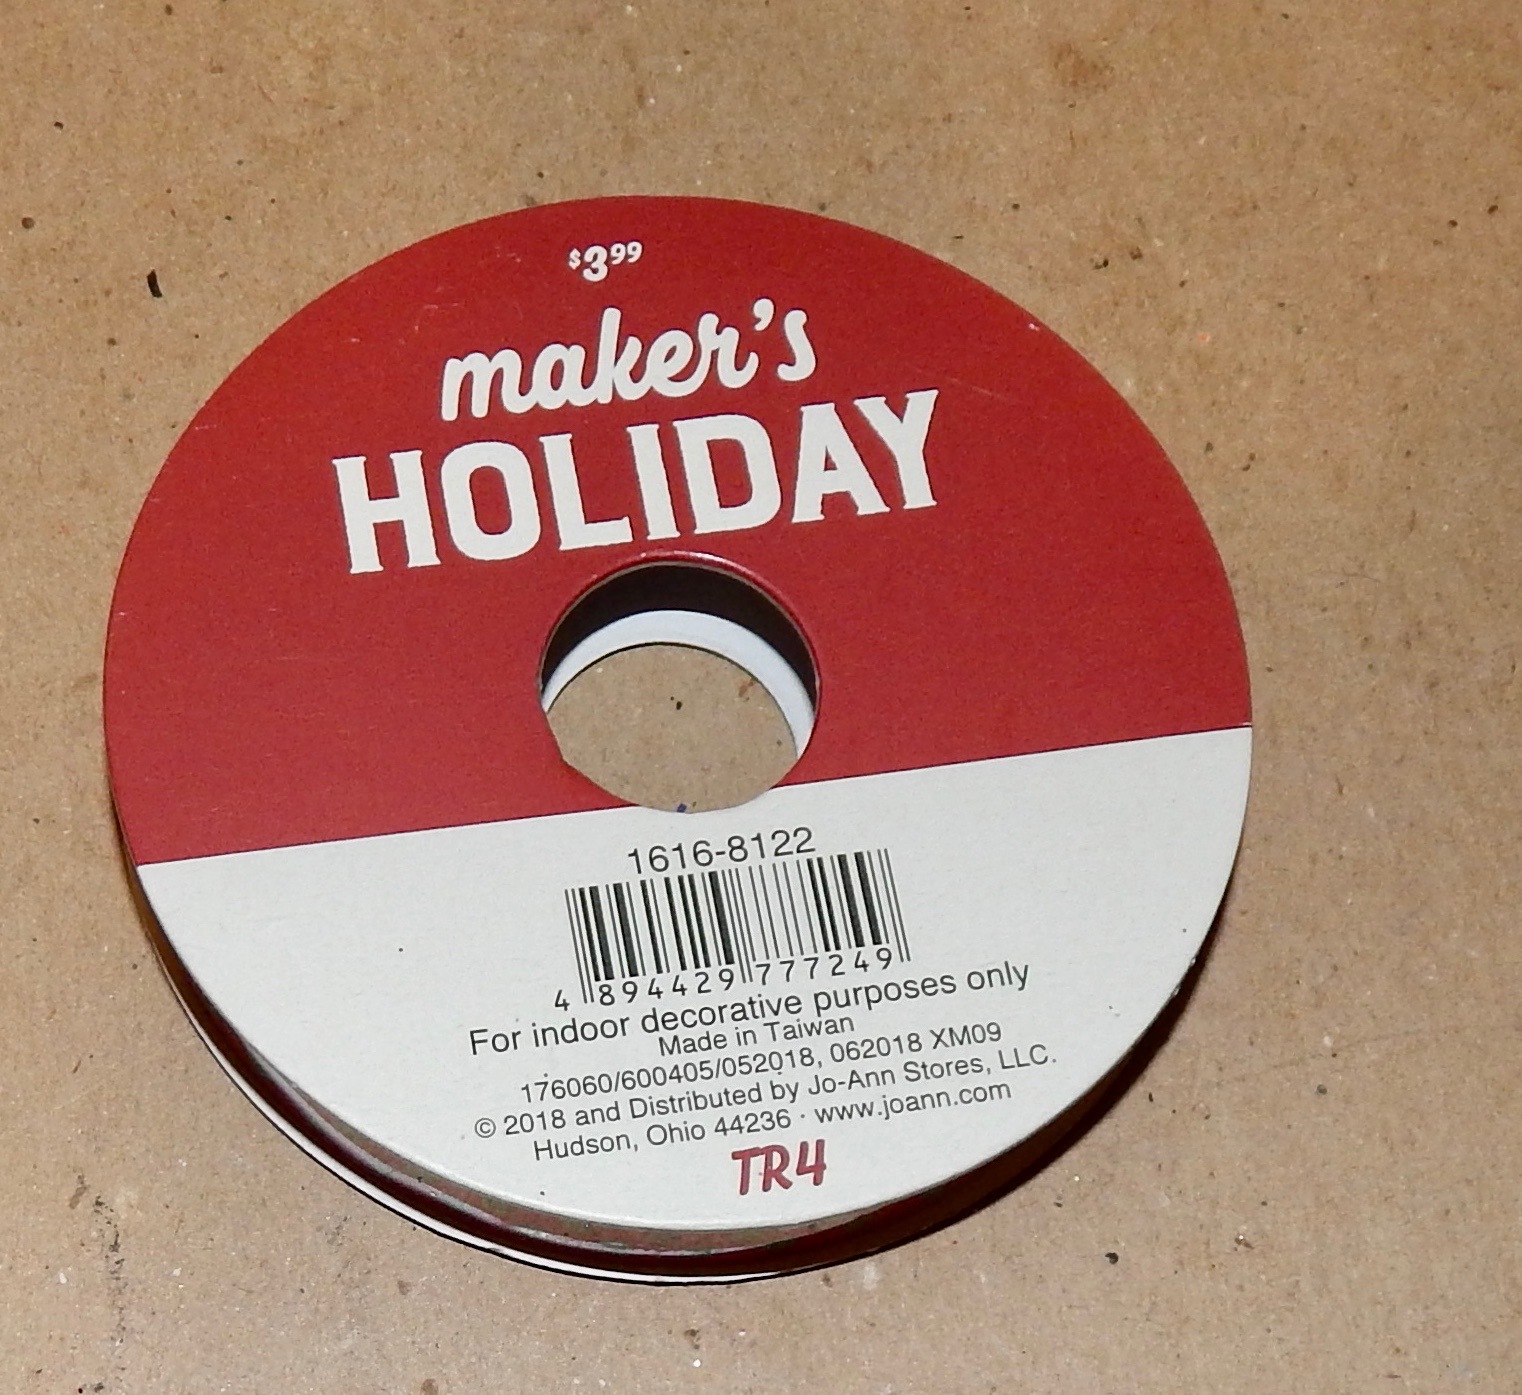 $3.99
maker's
HOLIDAY
1616-8122
4 894429 777249
For indoor decorative purposes only
Made in Taiwan
176060/600405/052018, 062018 XM09
© 2018 and Distributed by Jo-Ann Stores, LLC.
Hudson, Ohio 44236 · www.joann.com
TR4